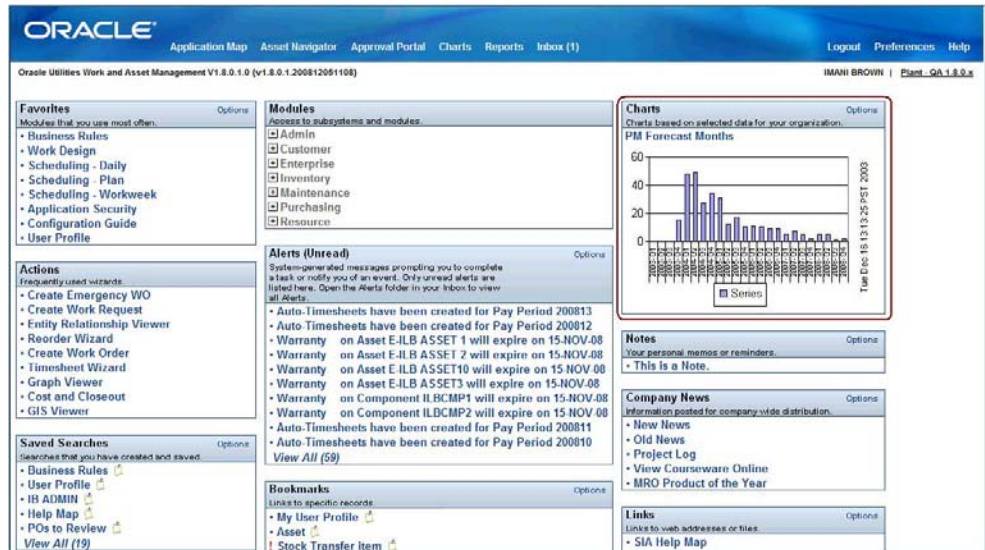 ORACLE
Application Map Asset Navigator Approval Portal Charts Reports Inbox (1)
Logout Preferences Help
Oracle Utilities Work and Asset Management V1.8.0.1.0 (v1.8.0.1.200812051108)
IMANI BROWN | Plant - QA 1.8.0.x
Favorites Options
Modules that you use most often.
• Business Rules
• Work Design
• Scheduling - Daily
• Scheduling - Plan
• Scheduling - Workweek
• Application Security
• Configuration Guide
• User Profile
Actions
Frequently used wizards.
• Create Emergency WO
• Create Work Request
• Entity Relationship Viewer
• Reorder Wizard
• Create Work Order
• Timesheet Wizard
• Graph Viewer
• Cost and Closeout
• GIS Viewer
Saved Searches Options
Searches that you have created and saved.
• Business Rules
• User Profile
• IB ADMIN
• Help Map
• POs to Review
View All (19)
Modules
Access to subsystems and modules.
Admin
Customer
Enterprise
Inventory
Maintenance
Purchasing
Resource
Alerts (Unread) Options
System-generated messages prompting you to complete
a task or notify you of an event. Only unread alerts are
listed here. Open the Alerts folder in your Inbox to view
all Alerts.
• Auto-Timesheets have been created for Pay Period 200813
• Auto-Timesheets have been created for Pay Period 200812
• Warranty on Asset E-ILB ASSET 1 will expire on 15-NOV-08
• Warranty on Asset E-ILB ASSET 2 will expire on 15-NOV-08
• Warranty on Asset E-ILB ASSET10 will expire on 15-NOV-08
• Warranty on Asset E-ILB ASSET3 will expire on 15-NOV-08
• Warranty on Component ILBCMP1 will expire on 15-NOV-08
• Warranty on Component ILBCMP2 will expire on 15-NOV-08
• Auto-Timesheets have been created for Pay Period 200811
• Auto-Timesheets have been created for Pay Period 200810
View All (59)
Bookmarks Options
Links to specific records.
• My User Profile
• Asset
! Stock Transfer item
Charts Options
Charts based on selected data for your organization.
PM Forecast Months
60
40
20
0
Series
Tue Dec 16 13:13:25 PST 2003
Notes Options
Your personal memos or reminders.
• This is a Note.
Company News Options
Information posted for company wide distribution.
• New News
• Old News
• Project Log
• View Courseware Online
• MRO Product of the Year
Links Options
Links to web addresses or files.
• SIA Help Map